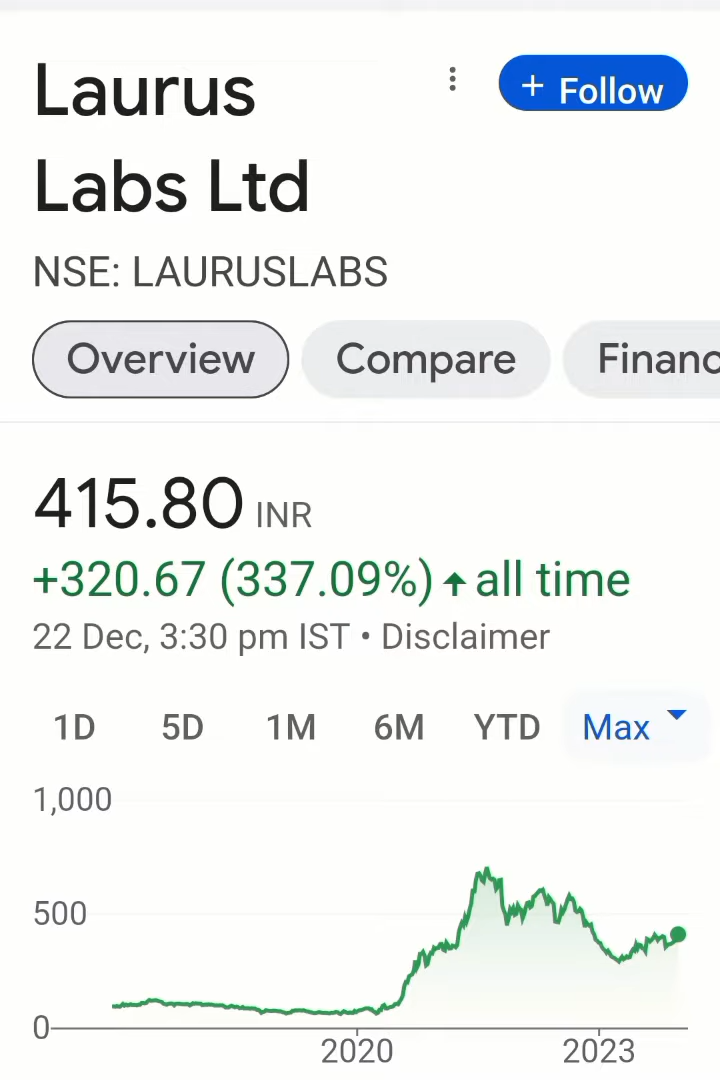 Laurus
Labs Ltd
+ Follow
NSE: LAURUSLABS
Overview Compare Financ
415.80 INR
+320.67 (337.09%) ↑ all time
22 Dec, 3:30 pm IST • Disclaimer
1D 5D 1M 6M YTD Max
1,000
500
0
2020 2023